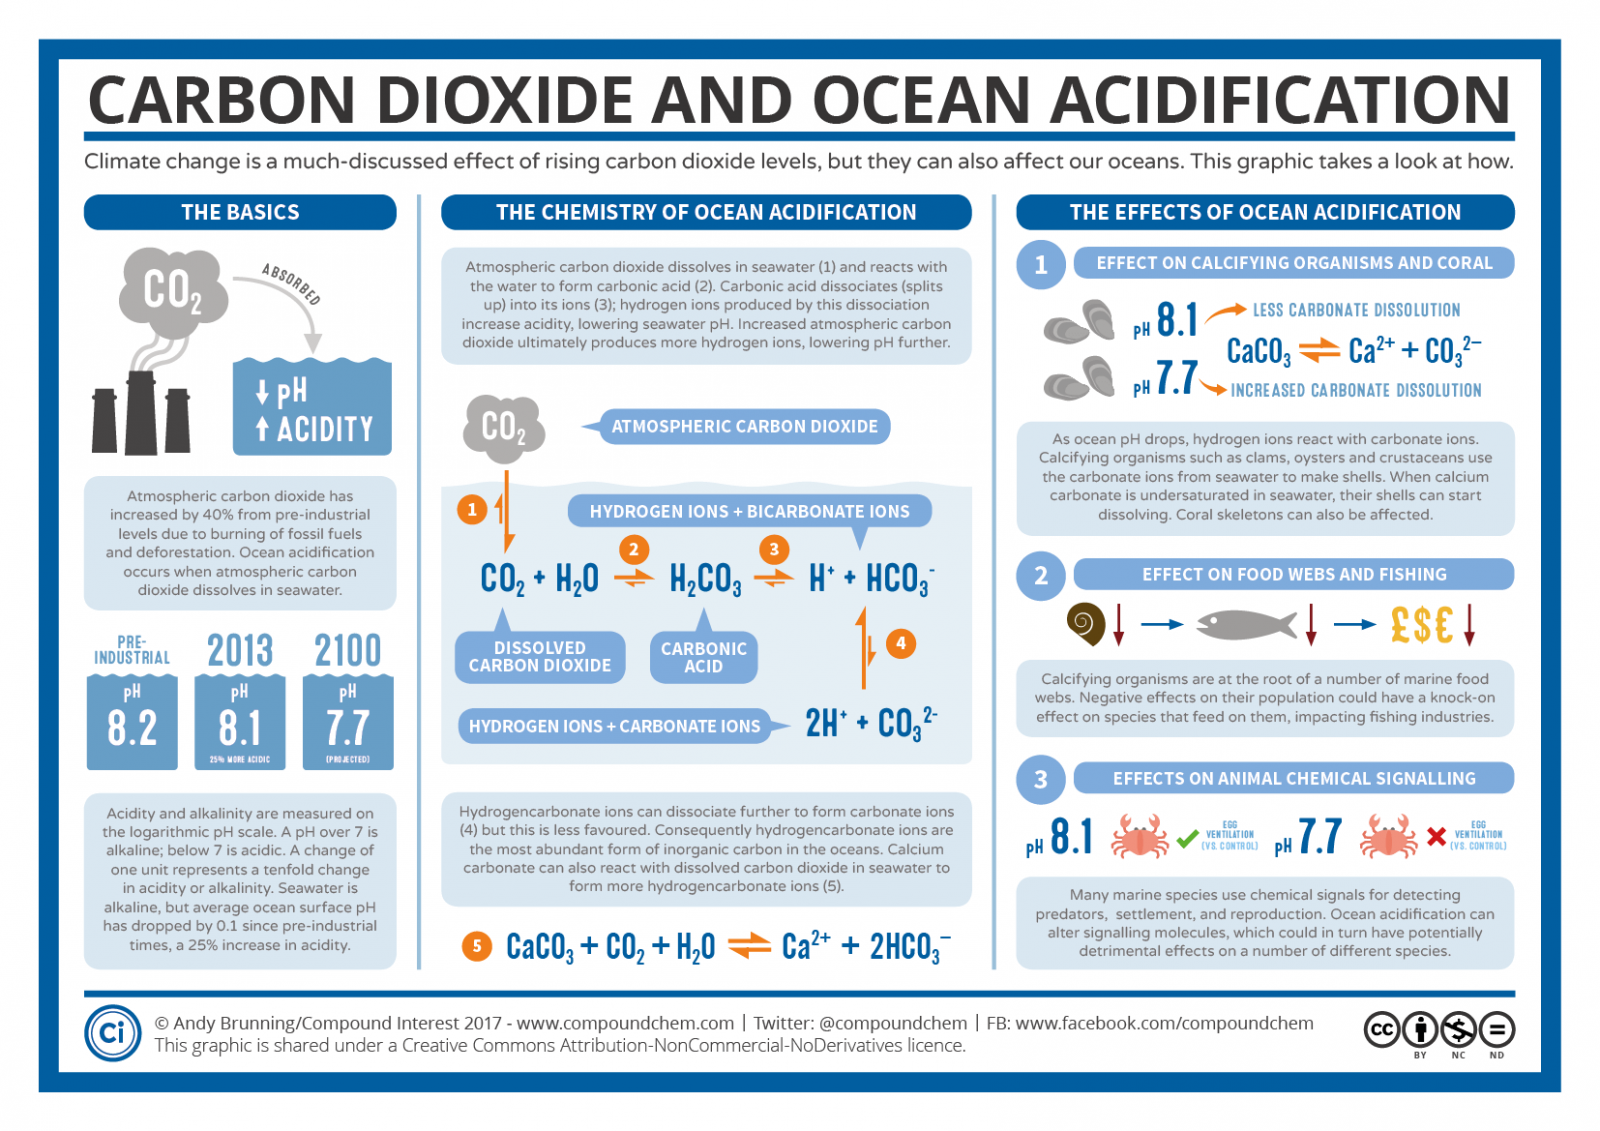 CARBON DIOXIDE AND OCEAN ACIDIFICATION
Climate change is a much-discussed effect of rising carbon dioxide levels, but they can also affect our oceans. This graphic takes a look at how.
THE BASICS
CO₂
ABSORBED
↓ pH
↑ ACIDITY
Atmospheric carbon dioxide has
increased by 40% from pre-industrial
levels due to burning of fossil fuels
and deforestation. Ocean acidification
occurs when atmospheric carbon
dioxide dissolves in seawater.
PRE-
INDUSTRIAL
pH
8.2
2013
pH
8.1
25% MORE ACIDIC
2100
pH
7.7
(PROJECTED)
Acidity and alkalinity are measured on
the logarithmic pH scale. A pH over 7 is
alkaline; below 7 is acidic. A change of
one unit represents a tenfold change
in acidity or alkalinity. Seawater is
alkaline, but average ocean surface pH
has dropped by 0.1 since pre-industrial
times, a 25% increase in acidity.
THE CHEMISTRY OF OCEAN ACIDIFICATION
Atmospheric carbon dioxide dissolves in seawater (1) and reacts with
the water to form carbonic acid (2). Carbonic acid dissociates (splits
up) into its ions (3); hydrogen ions produced by this dissociation
increase acidity, lowering seawater pH. Increased atmospheric carbon
dioxide ultimately produces more hydrogen ions, lowering pH further.
CO₂
ATMOSPHERIC CARBON DIOXIDE
1
HYDROGEN IONS + BICARBONATE IONS
2
3
CO₂ + H₂O ⇌ H₂CO₃ ⇌ H⁺ + HCO₃⁻
DISSOLVED
CARBON DIOXIDE
CARBONIC
ACID
4
HYDROGEN IONS + CARBONATE IONS
2H⁺ + CO₃²⁻
Hydrogencarbonate ions can dissociate further to form carbonate ions
(4) but this is less favoured. Consequently hydrogencarbonate ions are
the most abundant form of inorganic carbon in the oceans. Calcium
carbonate can also react with dissolved carbon dioxide in seawater to
form more hydrogencarbonate ions (5).
5 CaCO₃ + CO₂ + H₂O ⇌ Ca²⁺ + 2HCO₃⁻
THE EFFECTS OF OCEAN ACIDIFICATION
1 EFFECT ON CALCIFYING ORGANISMS AND CORAL
pH 8.1
LESS CARBONATE DISSOLUTION
CaCO₃ ⇌ Ca²⁺ + CO₃²⁻
pH 7.7
INCREASED CARBONATE DISSOLUTION
As ocean pH drops, hydrogen ions react with carbonate ions.
Calcifying organisms such as clams, oysters and crustaceans use
the carbonate ions from seawater to make shells. When calcium
carbonate is undersaturated in seawater, their shells can start
dissolving. Coral skeletons can also be affected.
2 EFFECT ON FOOD WEBS AND FISHING
£$€
Calcifying organisms are at the root of a number of marine food
webs. Negative effects on their population could have a knock-on
effect on species that feed on them, impacting fishing industries.
3 EFFECTS ON ANIMAL CHEMICAL SIGNALLING
pH 8.1
EGG
VENTILATION
(VS. CONTROL)
pH 7.7
EGG
VENTILATION
(VS. CONTROL)
Many marine species use chemical signals for detecting
predators, settlement, and reproduction. Ocean acidification can
alter signalling molecules, which could in turn have potentially
detrimental effects on a number of different species.
Ci
© Andy Brunning/Compound Interest 2017 - www.compoundchem.com | Twitter: @compoundchem | FB: www.facebook.com/compoundchem
This graphic is shared under a Creative Commons Attribution-NonCommercial-NoDerivatives licence.
cc
BY NC ND